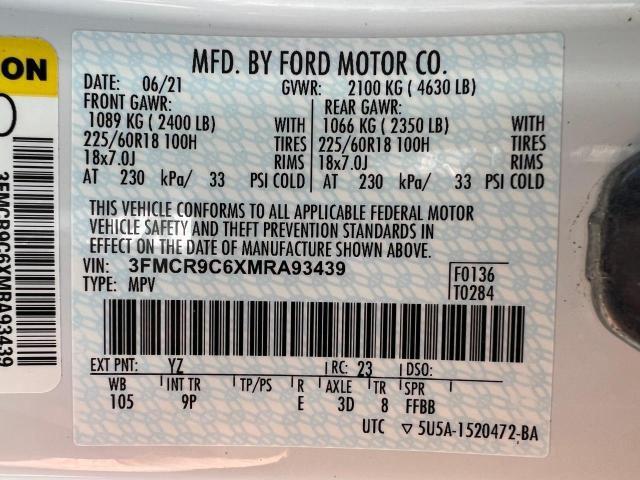 ION
3FMCR9C6XMRA93439
MFD. BY FORD MOTOR CO.
DATE: 06/21 GVWR: 2100 KG ( 4630 LB)
FRONT GAWR: REAR GAWR:
1089 KG ( 2400 LB) WITH 1066 KG ( 2350 LB) WITH
225/60R18 100H TIRES 225/60R18 100H TIRES
18x7.0J RIMS 18x7.0J RIMS
AT 230 kPa/ 33 PSI COLD AT 230 kPa/ 33 PSI COLD
THIS VEHICLE CONFORMS TO ALL APPLICABLE FEDERAL MOTOR
VEHICLE SAFETY AND THEFT PREVENTION STANDARDS IN
EFFECT ON THE DATE OF MANUFACTURE SHOWN ABOVE.
VIN: 3FMCR9C6XMRA93439 F0136
TYPE: MPV T0284
EXT PNT: YZ RC: 23 DSO:
WB INT TR TP/PS R AXLE TR SPR
105 9P E 3D 8 FFBB
UTC ▽ 5U5A-1520472-BA